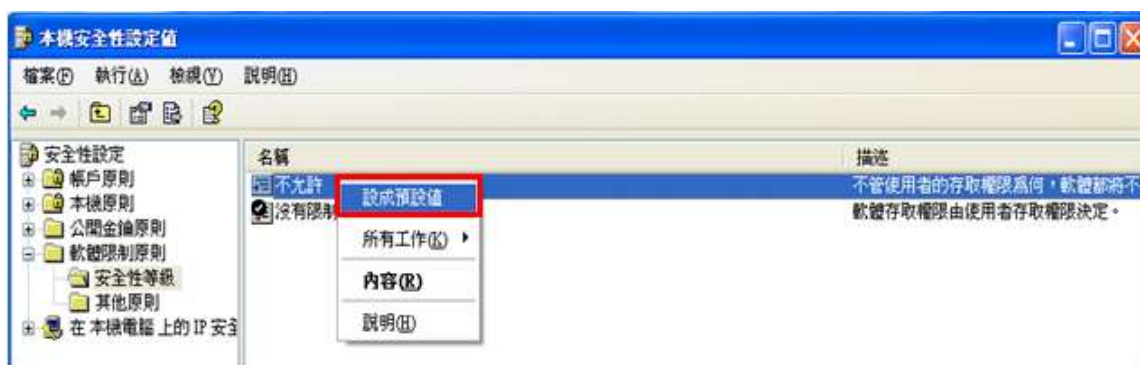 本機安全性設定值
檔案(F) 執行(A) 檢視(V) 說明(H)
安全性設定
帳戶原則
本機原則
公開金鑰原則
軟體限制原則
安全性等級
其他原則
在 本機電腦 上的 IP 安全
名稱 描述
不允許 不管使用者的存取權限為何，軟體都將不
沒有限制 軟體存取權限由使用者存取權限決定。
設成預設值
所有工作(K)
內容(R)
說明(H)